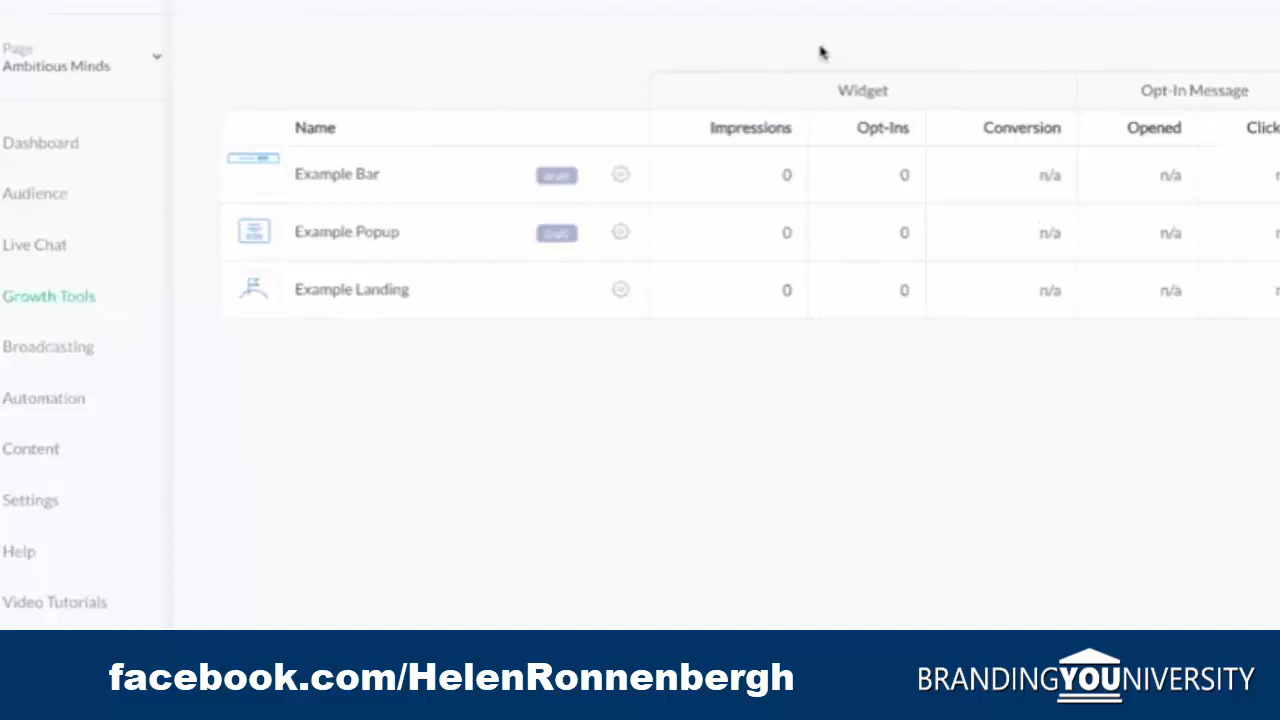 Page
Ambitious Minds
Dashboard
Audience
Live Chat
Growth Tools
Broadcasting
Automation
Content
Settings
Help
Video Tutorials
Widget Opt-In Message
Name Impressions Opt-Ins Conversion Opened Click
Example Bar draft 0 0 n/a n/a
Example Popup draft 0 0 n/a n/a
Example Landing 0 0 n/a n/a
facebook.com/HelenRonnenbergh
BRANDINGYOUNIVERSITY